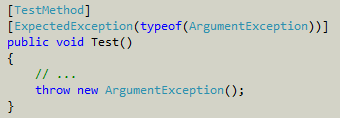 [TestMethod]
[ExpectedException(typeof(ArgumentException))]
public void Test()
{
    // ...
    throw new ArgumentException();
}